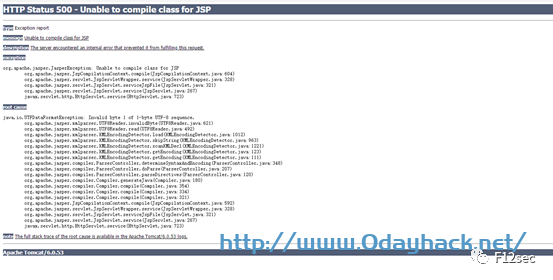 HTTP Status 500 - Unable to compile class for JSP
type Exception report
message Unable to compile class for JSP
description The server encountered an internal error that prevented it from fulfilling this request.
exception
org.apache.jasper.JasperException: Unable to compile class for JSP
org.apache.jasper.JspCompilationContext.compile(JspCompilationContext.java:604)
org.apache.jasper.servlet.JspServletWrapper.service(JspServletWrapper.java:328)
org.apache.jasper.servlet.JspServlet.serviceJspFile(JspServlet.java:321)
org.apache.jasper.servlet.JspServlet.service(JspServlet.java:267)
javax.servlet.http.HttpServlet.service(HttpServlet.java:723)
root cause
java.io.UTFDataFormatException: Invalid byte 1 of 1-byte UTF-8 sequence.
org.apache.jasper.xmlparser.UTF8Reader.invalidByte(UTF8Reader.java:621)
org.apache.jasper.xmlparser.UTF8Reader.read(UTF8Reader.java:492)
org.apache.jasper.xmlparser.XMLEncodingDetector.load(XMLEncodingDetector.java:1012)
org.apache.jasper.xmlparser.XMLEncodingDetector.skipString(XMLEncodingDetector.java:963)
org.apache.jasper.xmlparser.XMLEncodingDetector.scanXMLDecl(XMLEncodingDetector.java:1221)
org.apache.jasper.xmlparser.XMLEncodingDetector.getEncoding(XMLEncodingDetector.java:123)
org.apache.jasper.xmlparser.XMLEncodingDetector.getEncoding(XMLEncodingDetector.java:111)
org.apache.jasper.compiler.ParserController.determineSyntaxAndEncoding(ParserController.java:348)
org.apache.jasper.compiler.ParserController.doParse(ParserController.java:207)
org.apache.jasper.compiler.ParserController.parseDirectives(ParserController.java:120)
org.apache.jasper.compiler.Compiler.generateJava(Compiler.java:180)
org.apache.jasper.compiler.Compiler.compile(Compiler.java:354)
org.apache.jasper.compiler.Compiler.compile(Compiler.java:334)
org.apache.jasper.compiler.Compiler.compile(Compiler.java:321)
org.apache.jasper.JspCompilationContext.compile(JspCompilationContext.java:592)
org.apache.jasper.servlet.JspServletWrapper.service(JspServletWrapper.java:328)
org.apache.jasper.servlet.JspServlet.serviceJspFile(JspServlet.java:321)
org.apache.jasper.servlet.JspServlet.service(JspServlet.java:267)
javax.servlet.http.HttpServlet.service(HttpServlet.java:723)
note The full stack trace of the root cause is available in the Apache Tomcat/6.0.53 logs.
http://www.0dayhack.net/
Apache Tomcat/6.0.53
F12sec